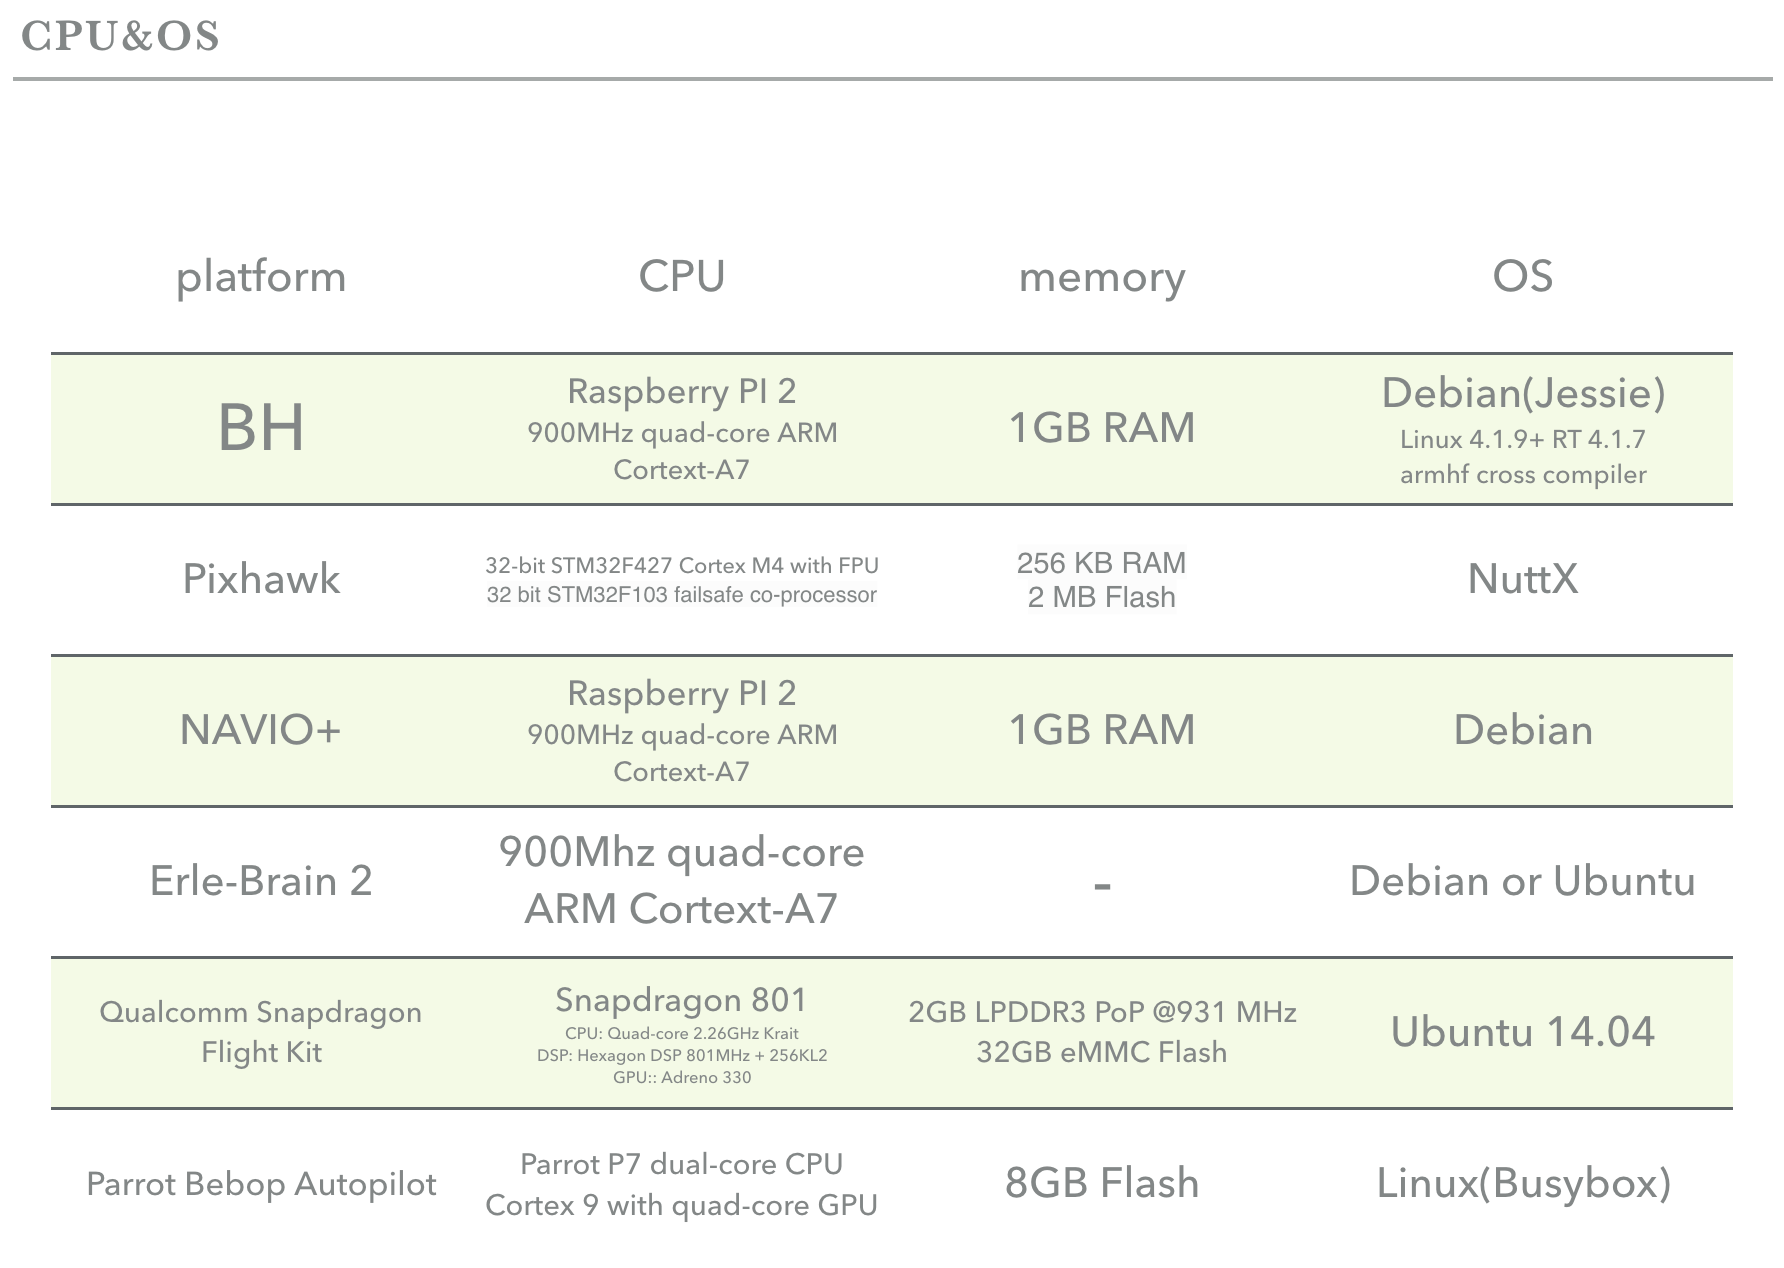 CPU&OS
platform CPU memory OS
BH
Raspberry PI 2
900MHz quad-core ARM
Cortext-A7
1GB RAM
Debian(Jessie)
Linux 4.1.9+ RT 4.1.7
armhf cross compiler
Pixhawk
32-bit STM32F427 Cortex M4 with FPU
32 bit STM32F103 failsafe co-processor
256 KB RAM
2 MB Flash
NuttX
NAVIO+
Raspberry PI 2
900MHz quad-core ARM
Cortext-A7
1GB RAM
Debian
Erle-Brain 2
900Mhz quad-core
ARM Cortext-A7
-
Debian or Ubuntu
Qualcomm Snapdragon
Flight Kit
Snapdragon 801
CPU: Quad-core 2.26GHz Krait
DSP: Hexagon DSP 801MHz + 256KL2
GPU:: Adreno 330
2GB LPDDR3 PoP @931 MHz
32GB eMMC Flash
Ubuntu 14.04
Parrot Bebop Autopilot
Parrot P7 dual-core CPU
Cortex 9 with quad-core GPU
8GB Flash
Linux(Busybox)